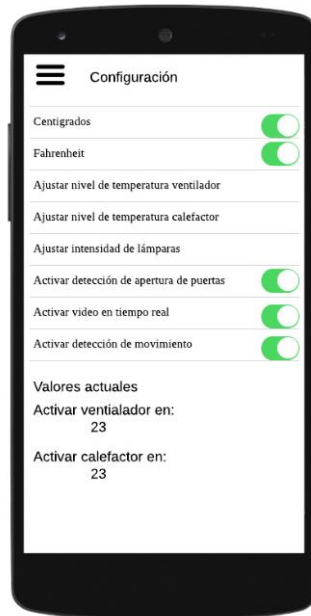 Configuración
Centigrados
Fahrenheit
Ajustar nivel de temperatura ventilador
Ajustar nivel de temperatura calefactor
Ajustar intensidad de lámparas
Activar detección de apertura de puertas
Activar video en tiempo real
Activar detección de movimiento
Valores actuales
Activar ventialador en:
23
Activar calefactor en:
23